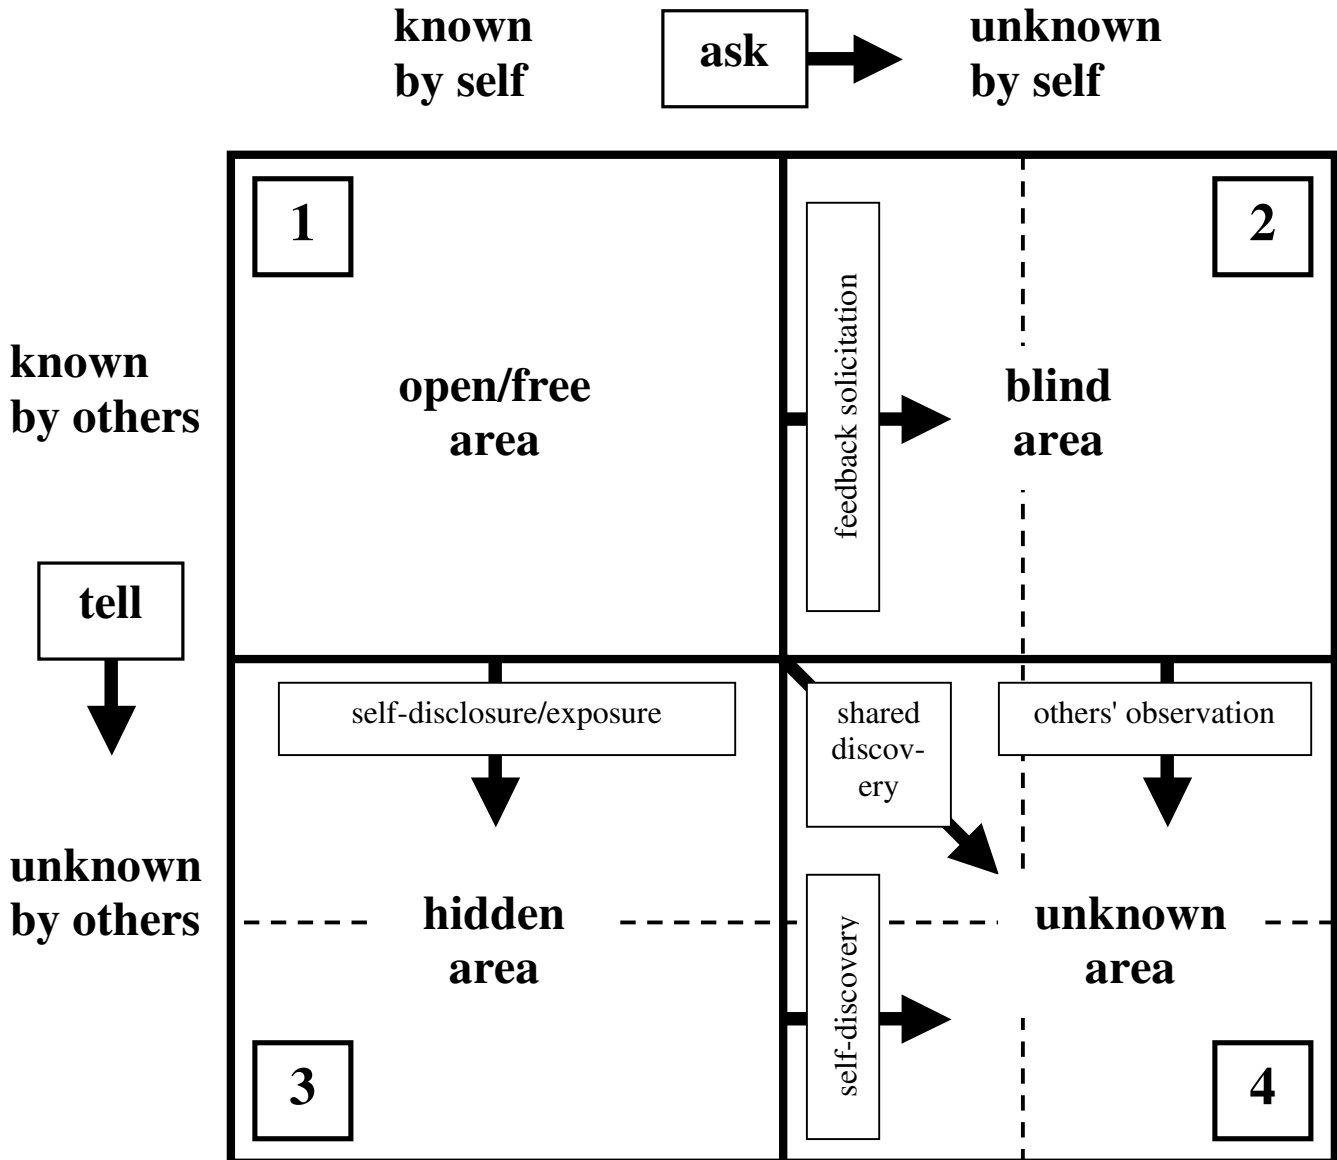 known
by self
ask
unknown
by self
1
2
known
by others
open/free
area
feedback solicitation
blind
area
tell
self-disclosure/exposure
shared
discov-
ery
others' observation
unknown
by others
hidden
area
self-discovery
unknown
area
3
4